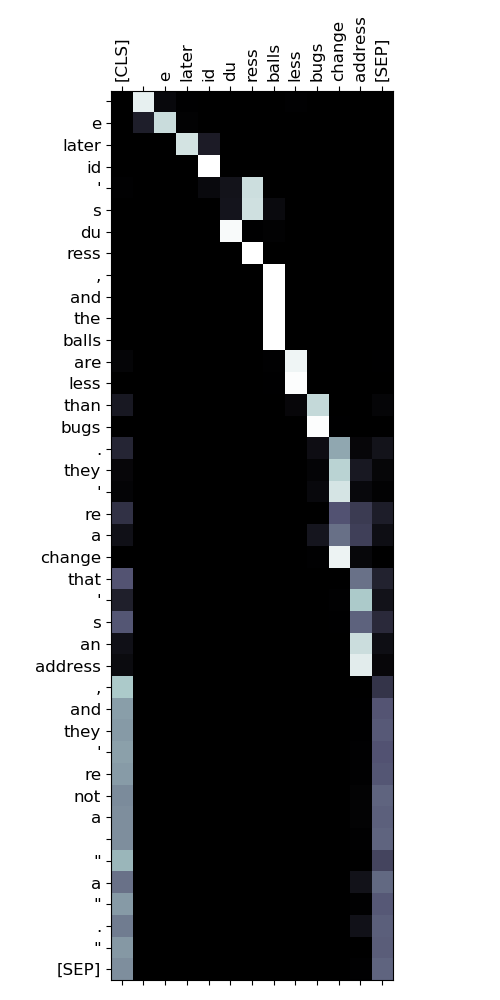 [CLS]
e
later
id
du
ress
balls
less
bugs
change
address
[SEP]
e
later
id
'
s
du
ress
,
and
the
balls
are
less
than
bugs
.
they
'
re
a
change
that
'
s
an
address
,
and
they
'
re
not
a
"
a
"
.
"
[SEP]